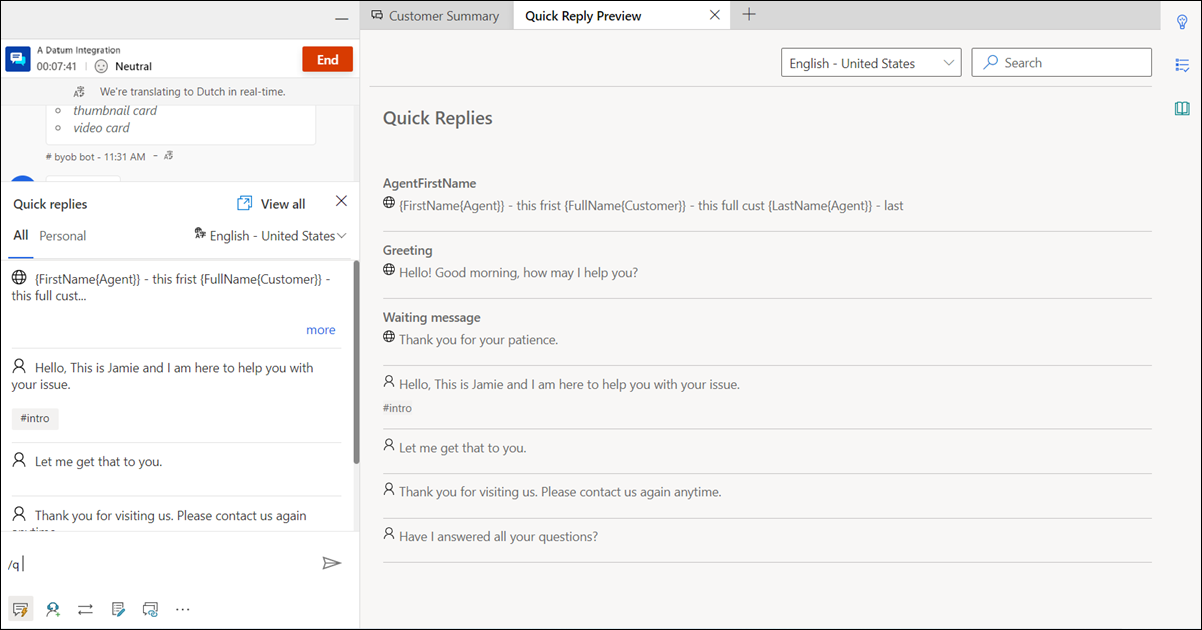 Customer Summary
Quick Reply Preview
A Datum Integration
00:07:41
Neutral
End
We're translating to Dutch in real-time.
thumbnail card
video card
# byob bot - 11:31 AM -
Quick replies
View all
All
Personal
English - United States
{FirstName{Agent}} - this frist {FullName{Customer}} -
this full cust...
more
Hello, This is Jamie and I am here to help you with
your issue.
#intro
Let me get that to you.
Thank you for visiting us. Please contact us again
anytime.
/q
English - United States
Search
Quick Replies
AgentFirstName
{FirstName{Agent}} - this frist {FullName{Customer}} - this full cust {LastName{Agent}} - last
Greeting
Hello! Good morning, how may I help you?
Waiting message
Thank you for your patience.
Hello, This is Jamie and I am here to help you with your issue.
#intro
Let me get that to you.
Thank you for visiting us. Please contact us again anytime.
Have I answered all your questions?